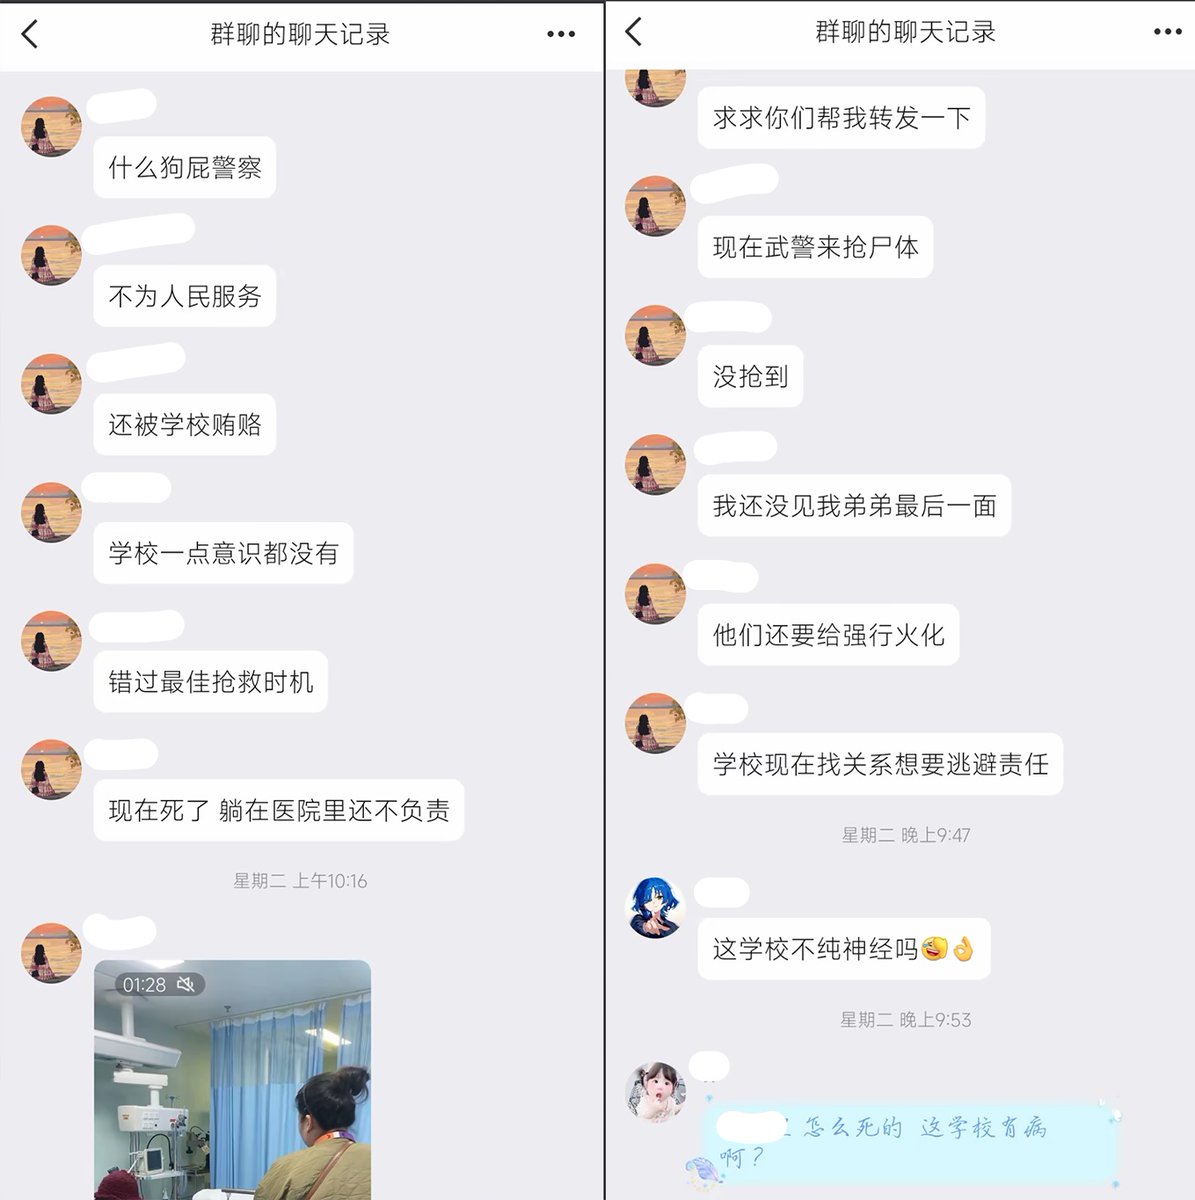 群聊的聊天记录
什么狗屁警察
不为人民服务
还被学校贿赂
学校一点意识都没有
错过最佳抢救时机
现在死了 躺在医院里还不负责
星期二 上午10:16
01:28
群聊的聊天记录
求求你们帮我转发一下
现在武警来抢尸体
没抢到
我还没见我弟弟最后一面
他们还要给强行火化
学校现在找关系想要逃避责任
星期二 晚上9:47
这学校不纯神经吗🤣👌
星期二 晚上9:53
怎么死的 这学校有病
啊？